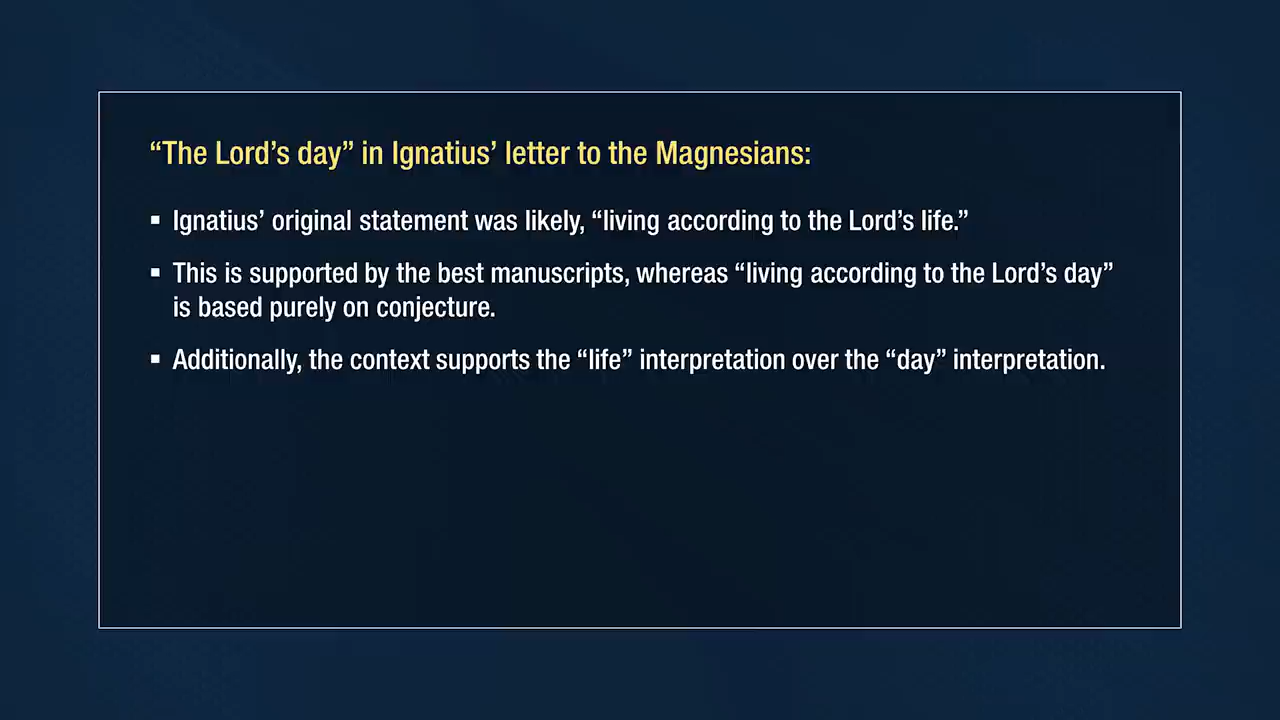 “The Lord’s day” in Ignatius’ letter to the Magnesians:
▪ Ignatius’ original statement was likely, “living according to the Lord’s life.”
▪ This is supported by the best manuscripts, whereas “living according to the Lord’s day”
is based purely on conjecture.
▪ Additionally, the context supports the “life” interpretation over the “day” interpretation.